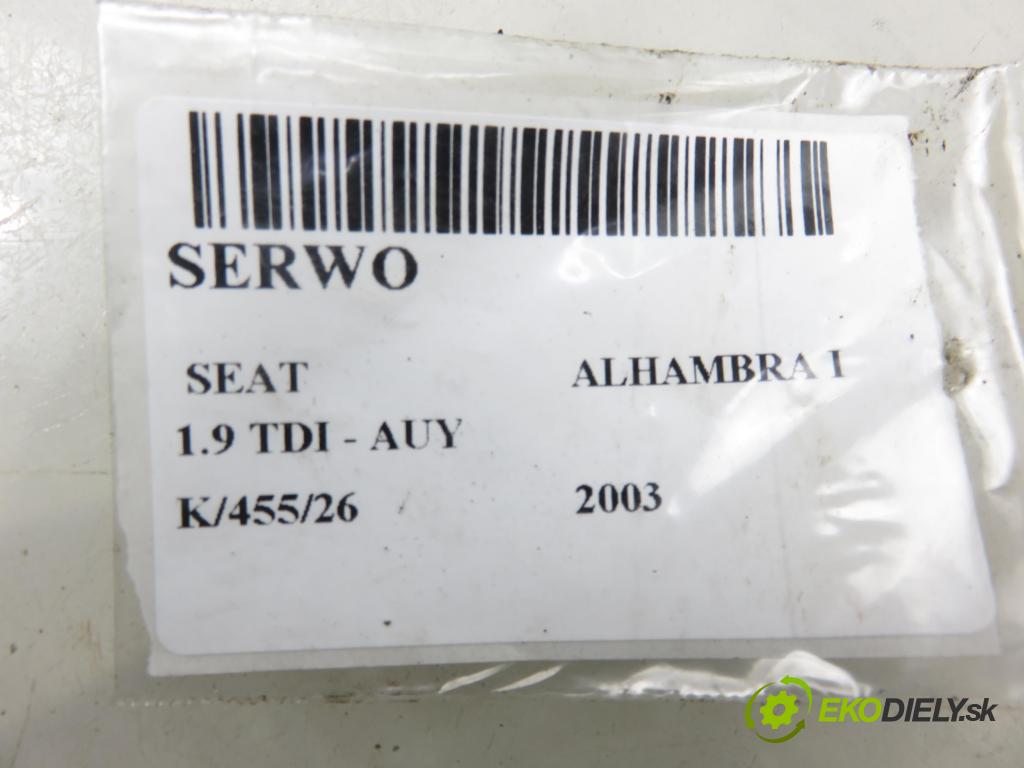 SERWO
SEAT ALHAMBRA I
1.9 TDI - AUY
K/455/26 2003
EKODIELY.sk